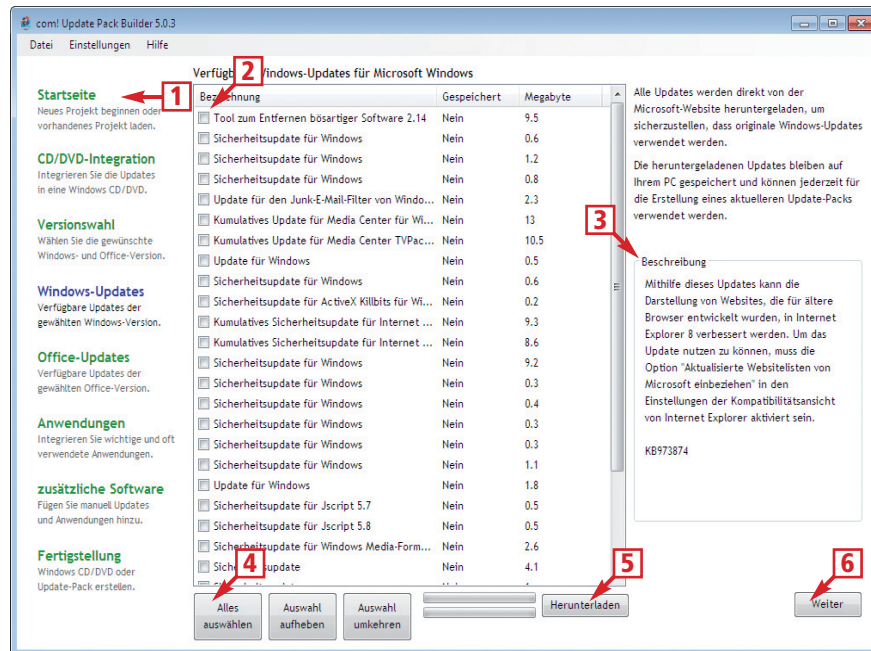 com! Update Pack Builder 5.0.3
Datei Einstellungen Hilfe
Startseite
Neues Projekt beginnen oder
vorhandenes Projekt laden.
CD/DVD-Integration
Integrieren Sie die Updates
in eine Windows CD/DVD.
Versionswahl
Wählen Sie die gewünschte
Windows- und Office-Version.
Windows-Updates
Verfügbare Updates der
gewählten Windows-Version.
Office-Updates
Verfügbare Updates der
gewählten Office-Version.
Anwendungen
Integrieren Sie wichtige und oft
verwendete Anwendungen.
zusätzliche Software
Fügen Sie manuell Updates
und Anwendungen hinzu.
Fertigstellung
Windows CD/DVD oder
Update-Pack erstellen.
1
2
für Microsoft Windows
Gespeichert Megabyte
Tool zum Entfernen bösartiger Software 2.14 Nein 9.5
Sicherheitsupdate für Windows Nein 0.6
Sicherheitsupdate für Windows Nein 1.2
Sicherheitsupdate für Windows Nein 0.8
Update für den Junk-E-Mail-Filter von Windo... Nein 2.3
Kumulatives Update für Media Center für Wi... Nein 13
Kumulatives Update für Media Center TVPac... Nein 10.5
Update für Windows Nein 0.5
Sicherheitsupdate für Windows Nein 0.6
Sicherheitsupdate für ActiveX Killbits für Wi... Nein 0.2
Kumulatives Sicherheitsupdate für Internet ... Nein 9.3
Kumulatives Sicherheitsupdate für Internet ... Nein 8.6
Sicherheitsupdate für Windows Nein 9.2
Sicherheitsupdate für Windows Nein 0.3
Sicherheitsupdate für Windows Nein 0.4
Sicherheitsupdate für Windows Nein 0.3
Sicherheitsupdate für Windows Nein 0.3
Sicherheitsupdate für Windows Nein 1.1
Update für Windows Nein 1.8
Sicherheitsupdate für Jscript 5.7 Nein 0.5
Sicherheitsupdate für Jscript 5.8 Nein 0.5
Sicherheitsupdate für Windows Media-Form... Nein 2.6
Nein 4.1
4
Alles
auswählen
Auswahl
aufheben
Auswahl
umkehren
5
Herunterladen
Alle Updates werden direkt von der
Microsoft-Website heruntergeladen, um
sicherzustellen, dass originale Windows-Updates
verwendet werden.
Die heruntergeladenen Updates bleiben auf
Ihrem PC gespeichert und können jederzeit für
die Erstellung eines aktuelleren Update-Packs
verwendet werden.
3
Beschreibung
Mithilfe dieses Updates kann die
Darstellung von Websites, die für ältere
Browser entwickelt wurden, in Internet
Explorer 8 verbessert werden. Um das
Update nutzen zu können, muss die
Option "Aktualisierte Websitelisten von
Microsoft einbeziehen" in den
Einstellungen der Kompatibilitätsansicht
von Internet Explorer aktiviert sein.
KB973874
6
Weiter